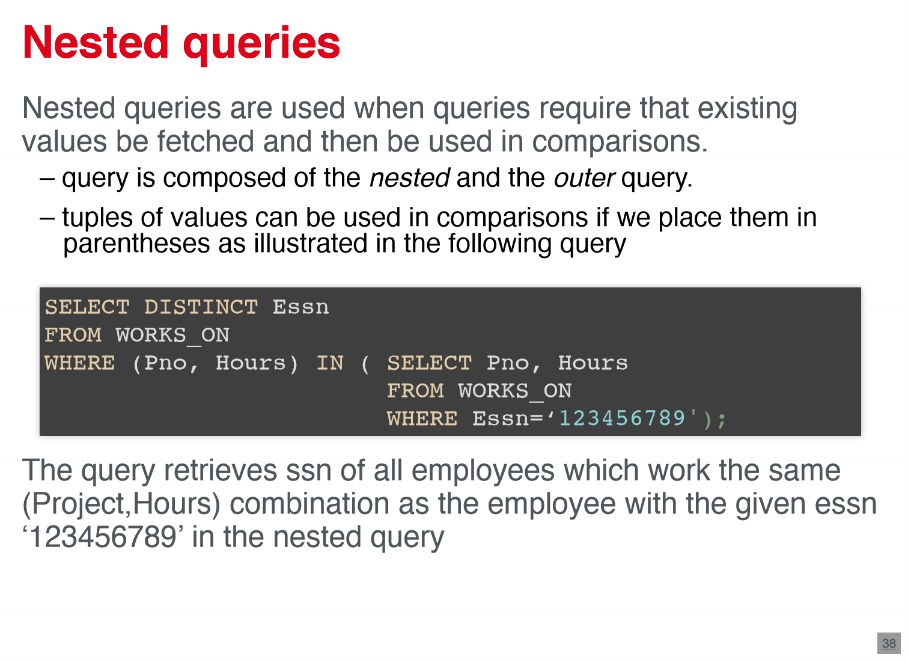 Nested queries
Nested queries are used when queries require that existing
values be fetched and then be used in comparisons.
– query is composed of the nested and the outer query.
– tuples of values can be used in comparisons if we place them in
parentheses as illustrated in the following query
SELECT DISTINCT Essn
FROM WORKS_ON
WHERE (Pno, Hours) IN ( SELECT Pno, Hours
FROM WORKS_ON
WHERE Essn=‘123456789');
The query retrieves ssn of all employees which work the same
(Project,Hours) combination as the employee with the given essn
‘123456789’ in the nested query
38